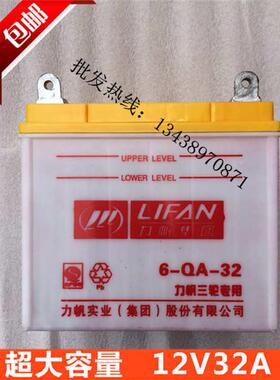 包邮
批发热线：13438970871
UPPER LEVEL
LOWER LEVEL
LIFAN
力帆集团
6-QA-32
力帆三轮专用
Pb
力帆实业（集团）股份有限公司
超大容量 12V32A